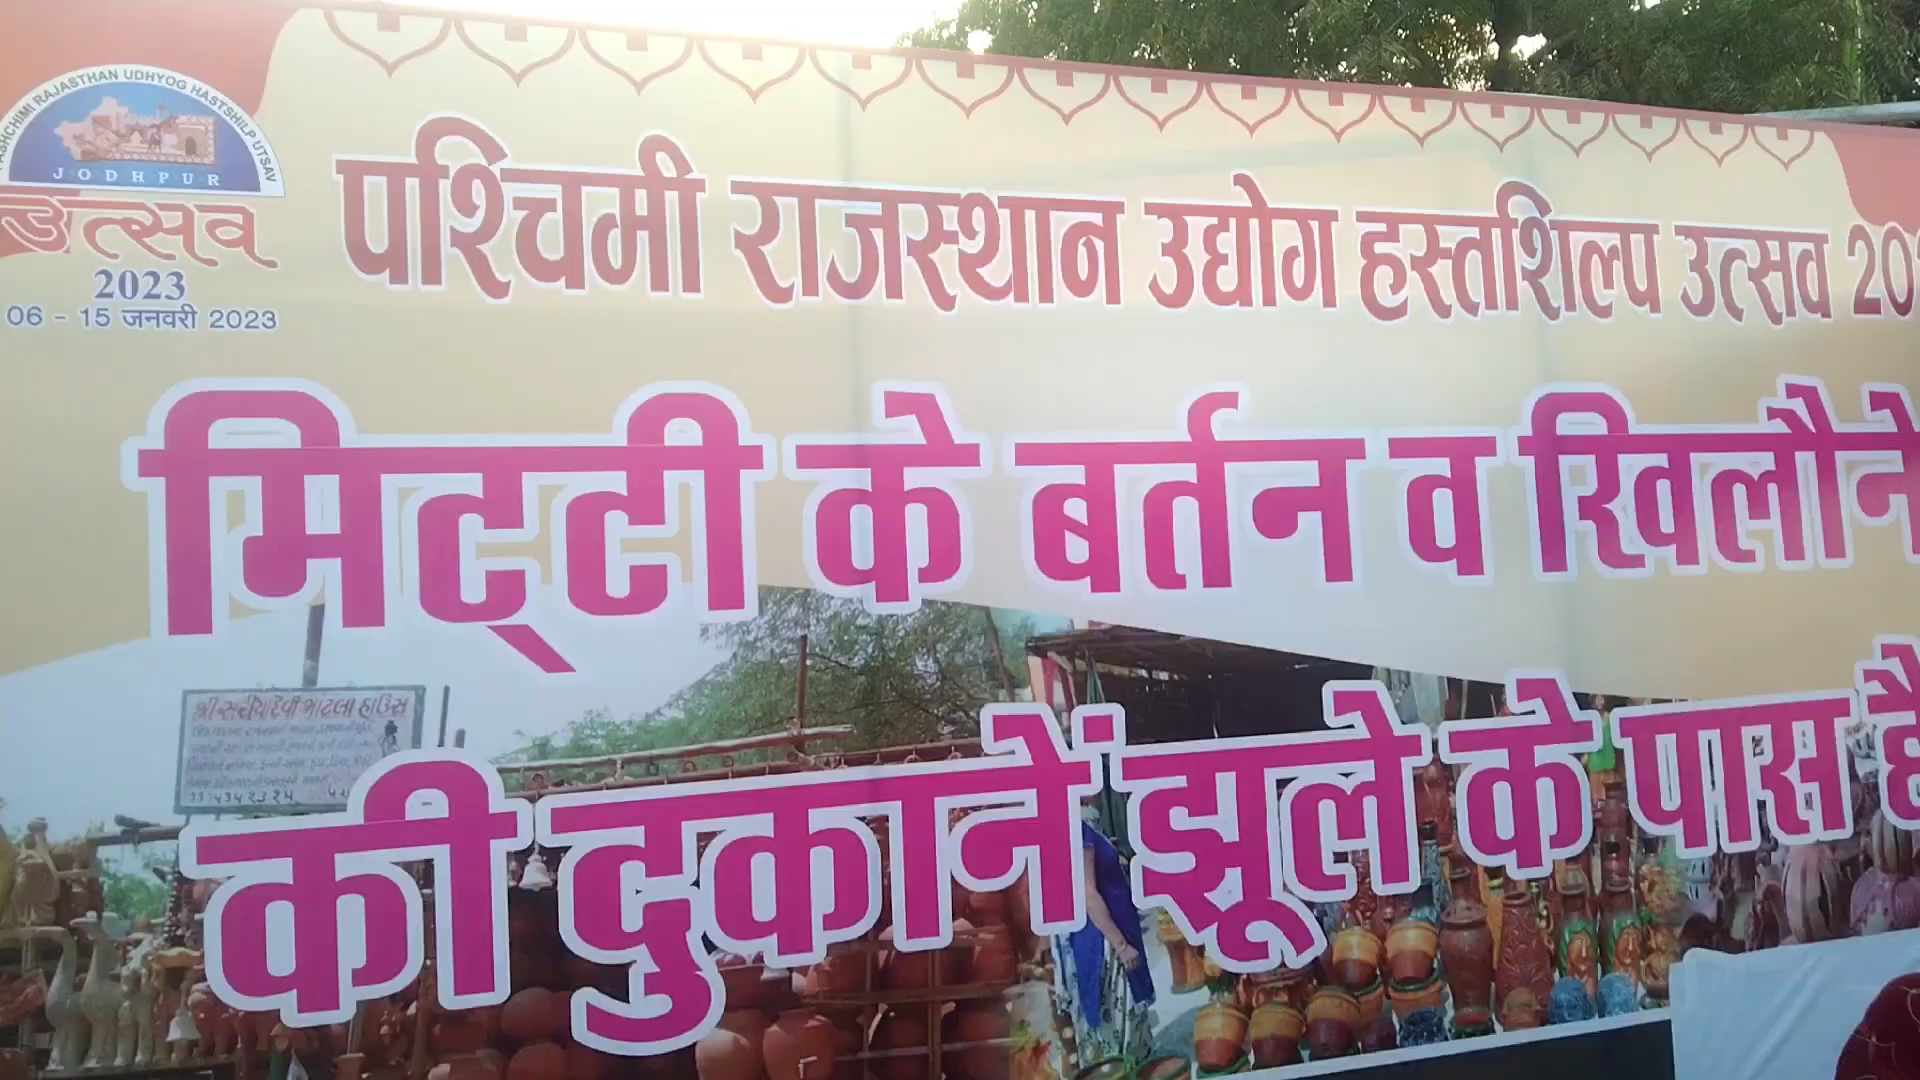 PASHCHIMI RAJASTHAN UDHYOG HASTSHILP UTSAV
JODHPUR
उत्सव
2023
06 - 15 जनवरी 2023
पश्चिमी राजस्थान उद्योग हस्तशिल्प उत्सव
मिट्टी के बर्तन व खिलौने
की दुकानें झूले के पास है